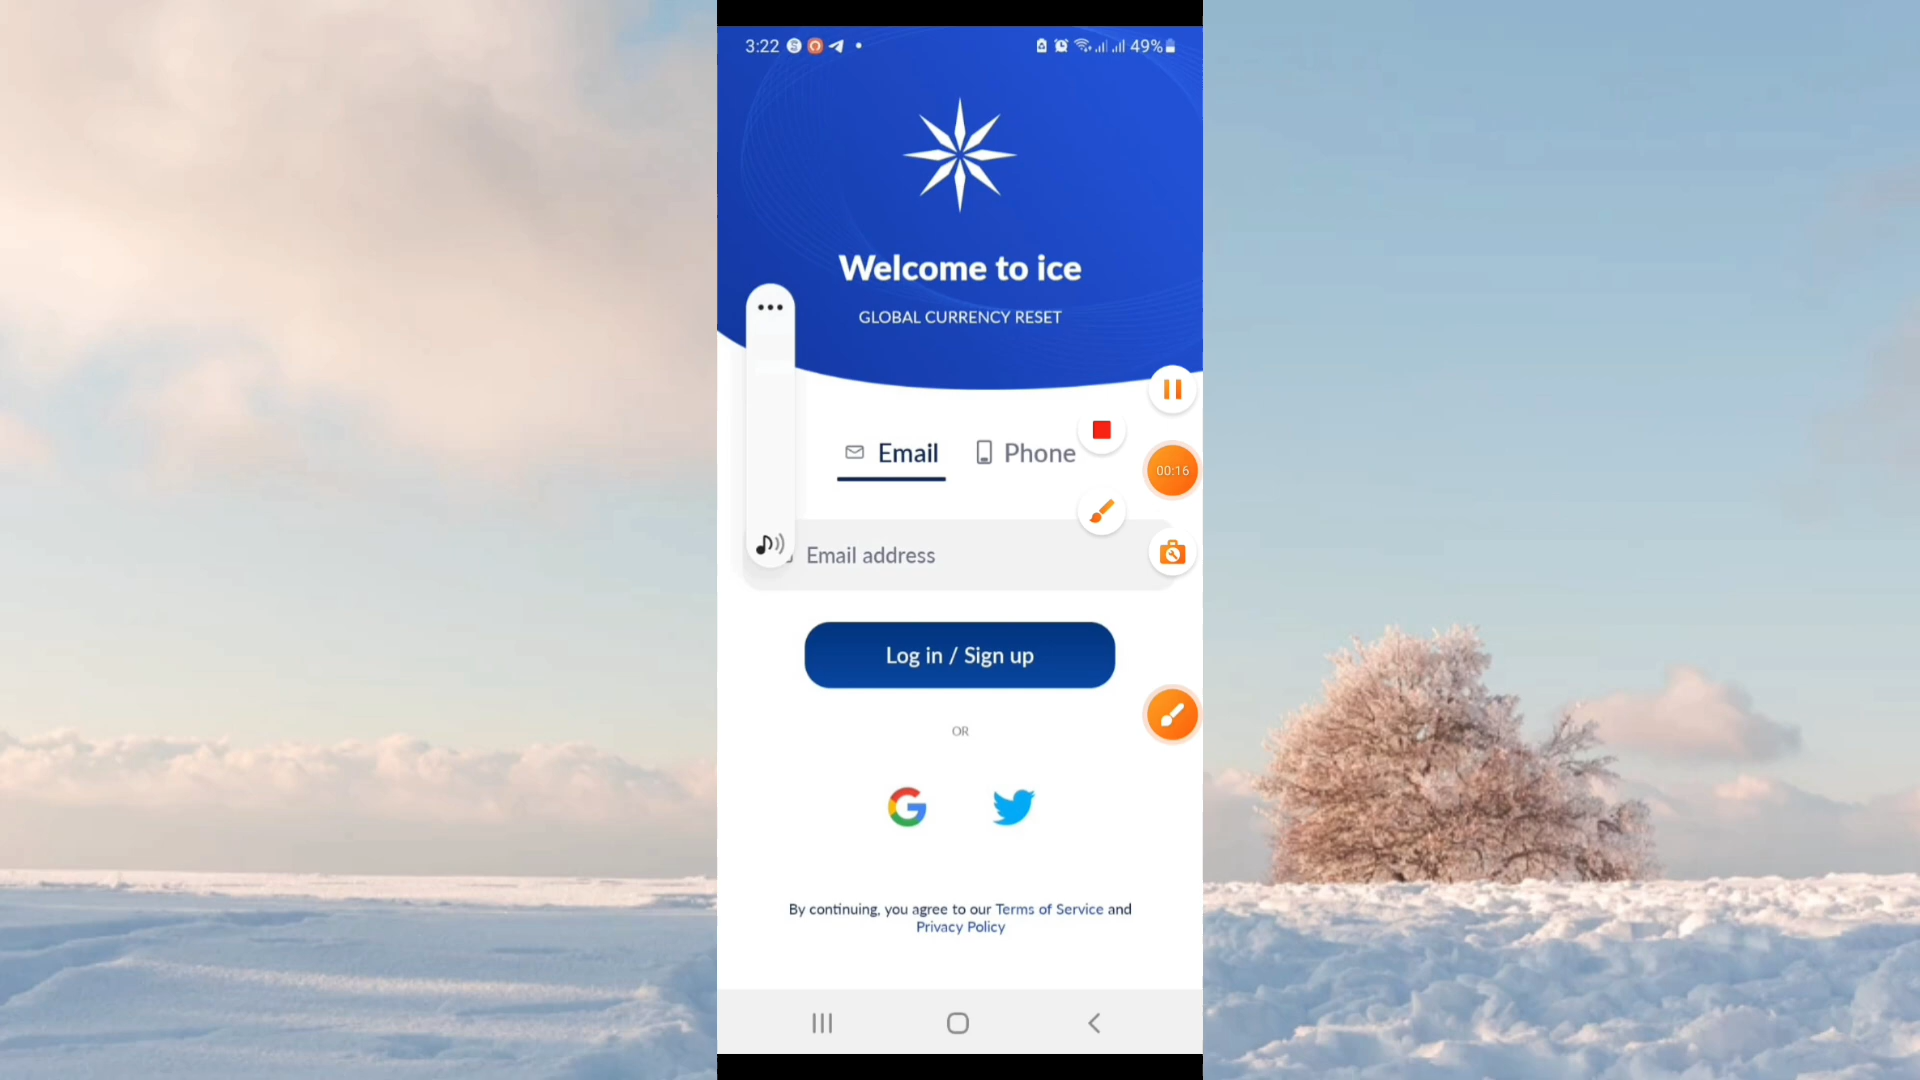 3:22
49%
Welcome to ice
GLOBAL CURRENCY RESET
Email
Phone
00:16
Email address
Log in / Sign up
OR
By continuing, you agree to our Terms of Service and
Privacy Policy